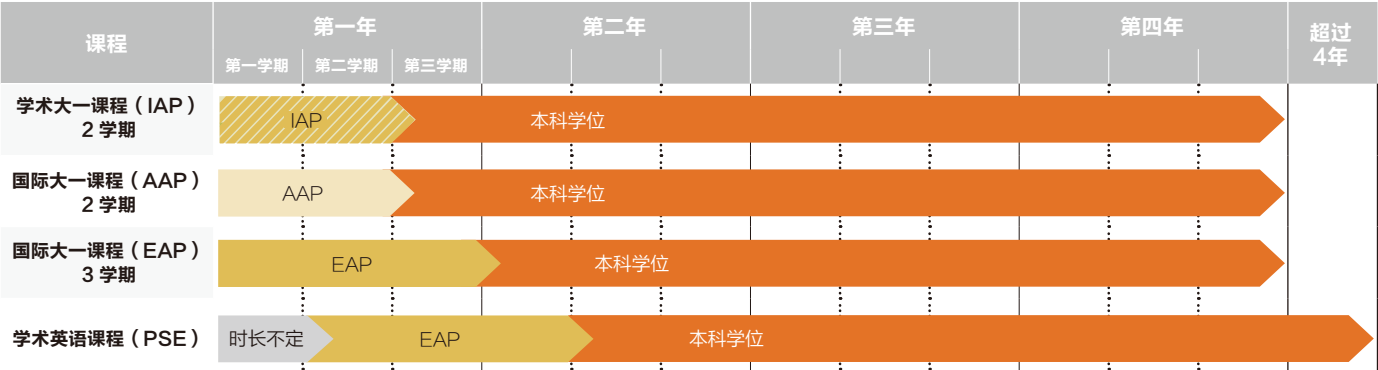 课程
第一年
第二年
第三年
第四年
超过
4年
第一学期 第二学期 第三学期
学术大一课程（IAP）
2 学期
IAP
本科学位
国际大一课程（AAP）
2 学期
AAP
本科学位
国际大一课程（EAP）
3 学期
EAP
本科学位
学术英语课程（PSE）
时长不定
EAP
本科学位